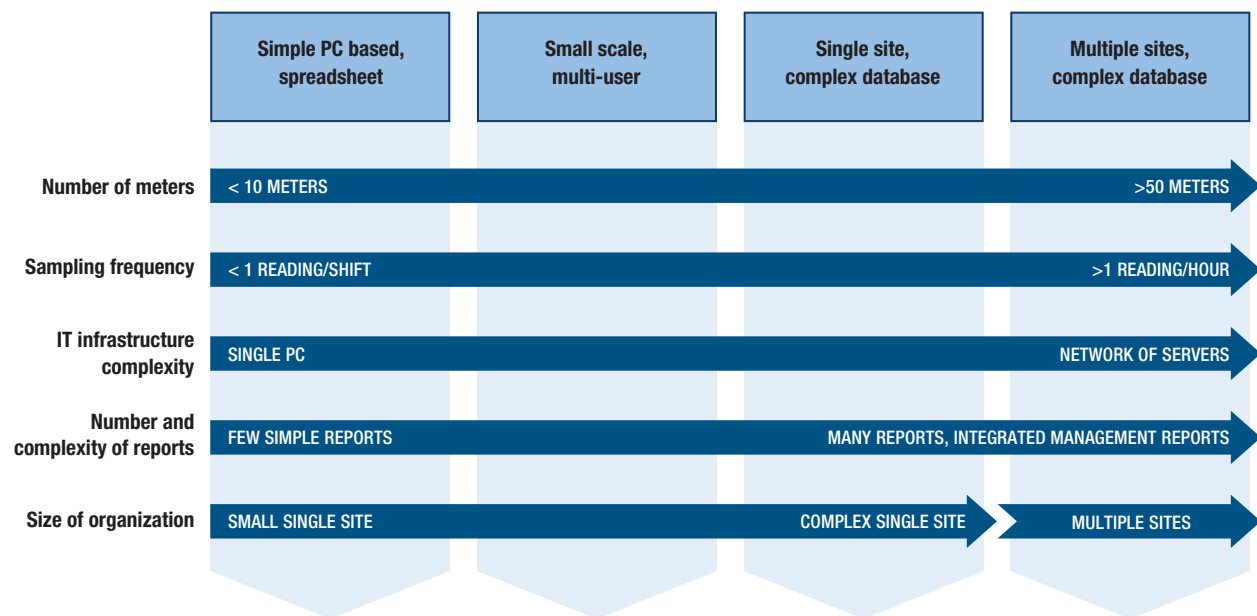 Simple PC based,
spreadsheet
Small scale,
multi-user
Single site,
complex database
Multiple sites,
complex database
Number of meters
< 10 METERS
>50 METERS
Sampling frequency
< 1 READING/SHIFT
>1 READING/HOUR
IT infrastructure
complexity
SINGLE PC
NETWORK OF SERVERS
Number and
complexity of reports
FEW SIMPLE REPORTS
MANY REPORTS, INTEGRATED MANAGEMENT REPORTS
Size of organization
SMALL SINGLE SITE
COMPLEX SINGLE SITE
MULTIPLE SITES